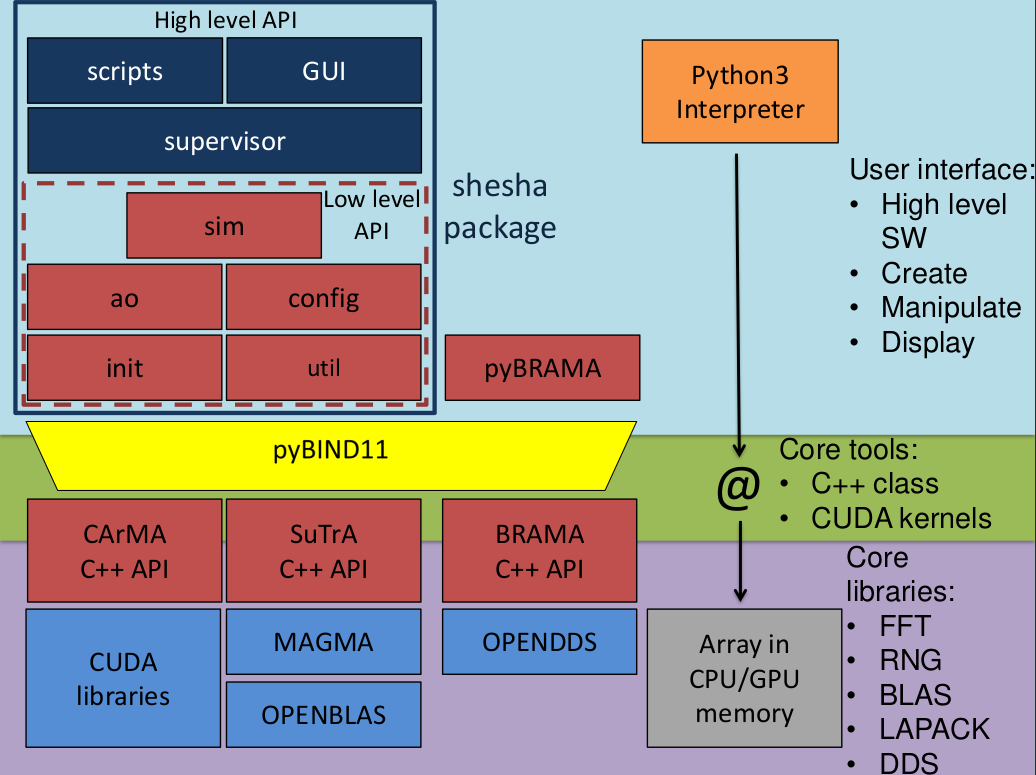 High level API
scripts
GUI
supervisor
Low level
API
sim
ao
config
init
util
shesha
package
pyBRAMA
pyBIND11
CArMA
C++ API
SuTrA
C++ API
BRAMA
C++ API
CUDA
libraries
MAGMA
OPENBLAS
OPENDDS
Python3
Interpreter
@
Array in
CPU/GPU
memory
User interface:
• High level
SW
• Create
• Manipulate
• Display
Core tools:
• C++ class
• CUDA kernels
Core
libraries:
• FFT
• RNG
• BLAS
• LAPACK
• DDS